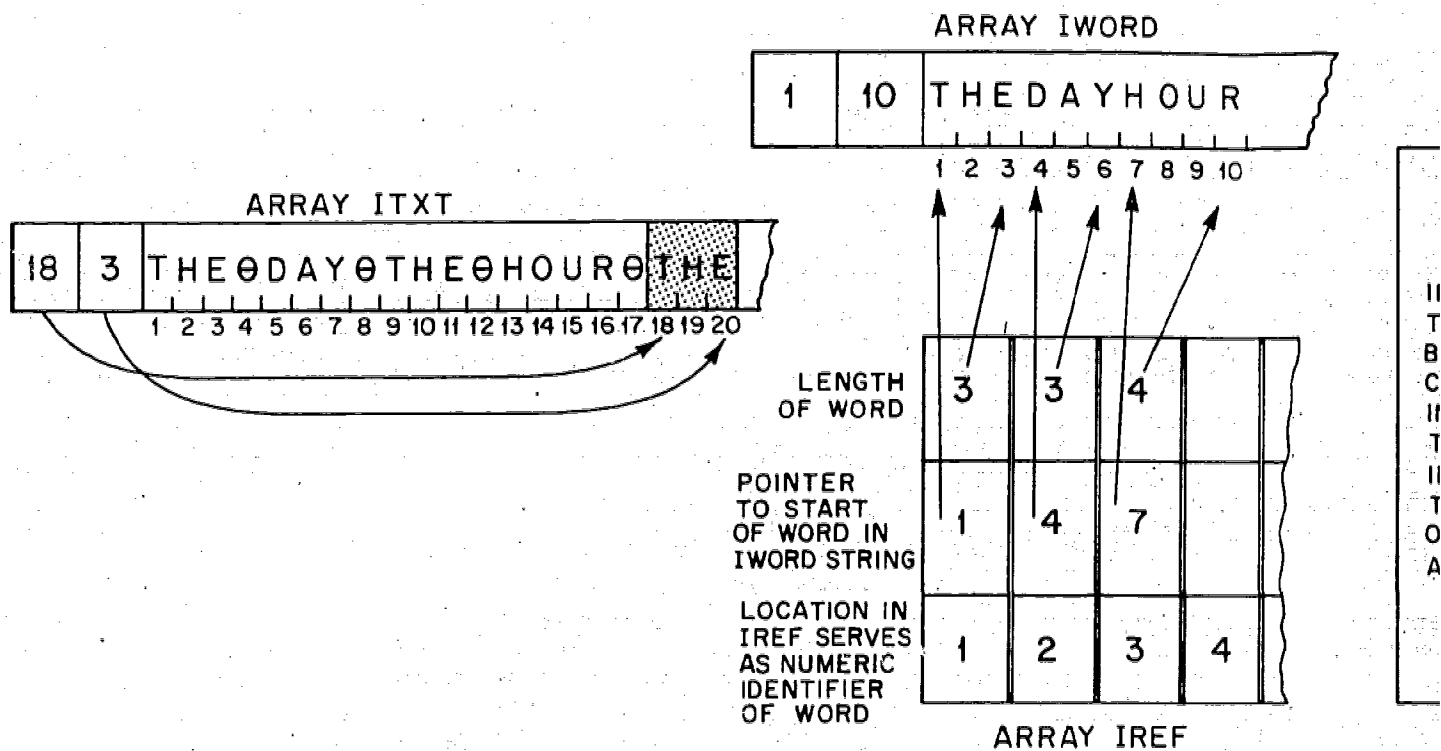 ARRAY IWORD
1 10 THEDAYHOUR
1 2 3 4 5 6 7 8 9 10
ARRAY ITXT
18 3 THEΘDAYΘTHEΘHOURΘTHE
1 2 3 4 5 6 7 8 9 10 11 12 13 14 15 16 17 18 19 20
LENGTH
OF WORD
3 3 4
POINTER
TO START
OF WORD IN
IWORD STRING
1 4 7
LOCATION IN
IREF SERVES
AS NUMERIC
IDENTIFIER
OF WORD
1 2 3 4
ARRAY IREF